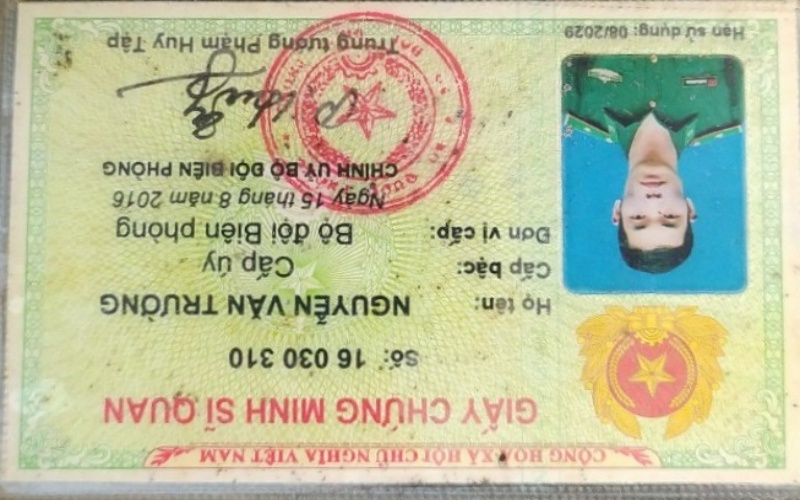 CỘNG HOÀ XÃ HỘI CHỦ NGHĨA VIỆT NAM
GIẤY CHỨNG MINH SĨ QUAN
Số: 16 030 310
Họ tên: NGUYỄN VĂN TRƯỜNG
Cấp bậc: Cấp úy
Đơn vị cấp: Bộ đội Biên phòng
Ngày 15 tháng 8 năm 2016
CHÍNH UỶ BỘ ĐỘI BIÊN PHÒNG
Trung tướng Phạm Huy Tập
Hạn sử dụng: 08/2029